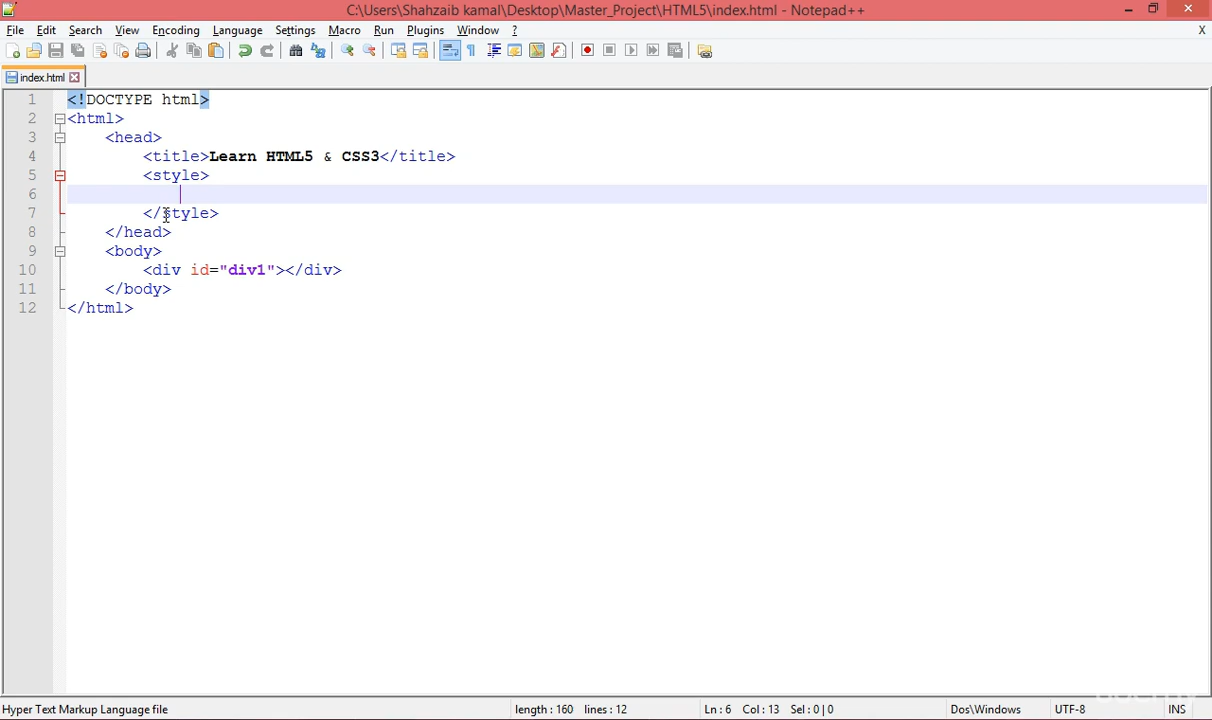 C:\Users\Shahzaib kamal\Desktop\Master_Project\HTML5\index.html - Notepad++
File Edit Search View Encoding Language Settings Macro Run Plugins Window ? X
index.html
1 <!DOCTYPE html>
2 <html>
3 <head>
4 <title>Learn HTML5 & CSS3</title>
5 <style>
6
7 </style>
8 </head>
9 <body>
10 <div id="div1"></div>
11 </body>
12 </html>
Hyper Text Markup Language file length : 160 lines : 12 Ln : 6 Col : 13 Sel : 0 | 0 Dos\Windows UTF-8 INS